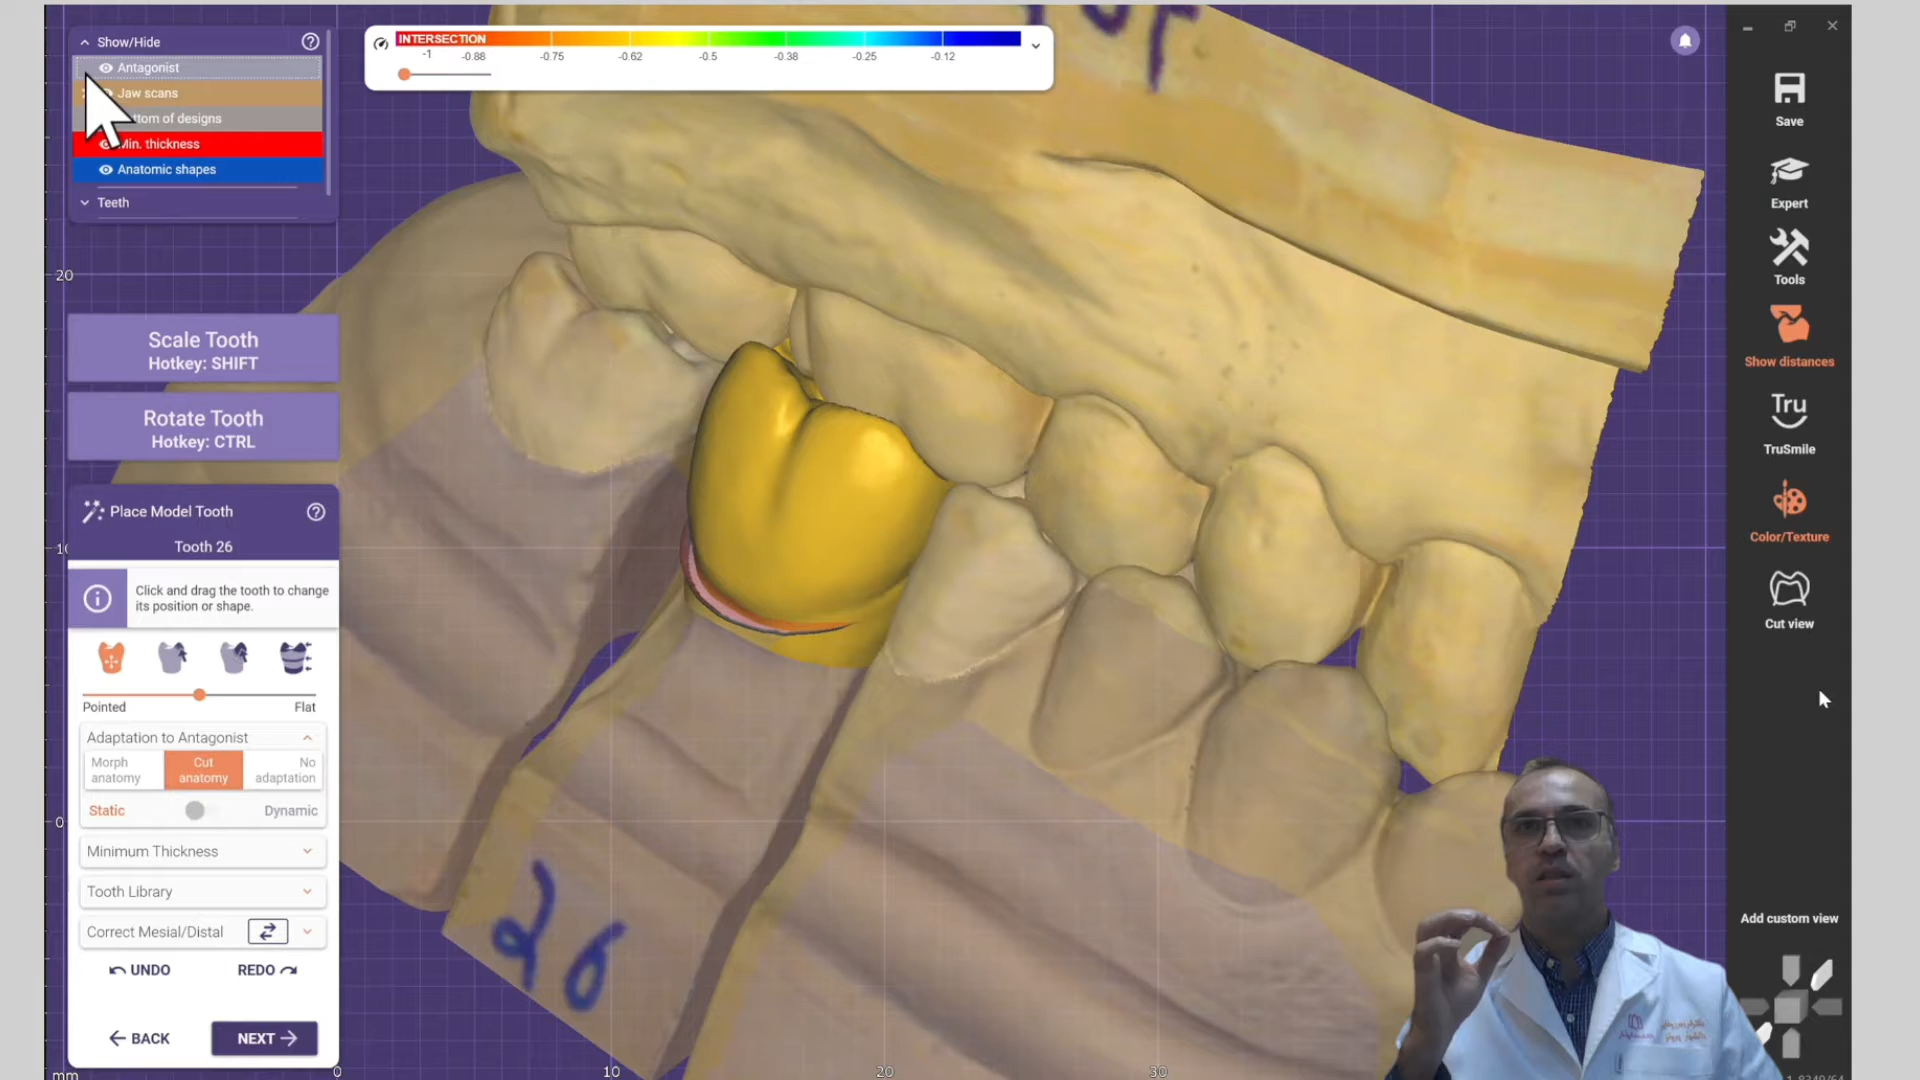 Show/Hide
Antagonist
Jaw scans
ttom of designs
Min. thickness
Anatomic shapes
Teeth
INTERSECTION
-1 -0.88 -0.75 -0.62 -0.5 -0.38 -0.25 -0.12
Save
Expert
Tools
Show distances
Tru
TruSmile
Color/Texture
Cut view
Add custom view
20
10
0
mm
0 10 20 30
Scale Tooth
Hotkey: SHIFT
Rotate Tooth
Hotkey: CTRL
Place Model Tooth
Tooth 26
Click and drag the tooth to change
its position or shape.
Pointed Flat
Adaptation to Antagonist
Morph
anatomy
Cut
anatomy
No
adaptation
Static Dynamic
Minimum Thickness
Tooth Library
Correct Mesial/Distal
UNDO REDO
BACK NEXT
26